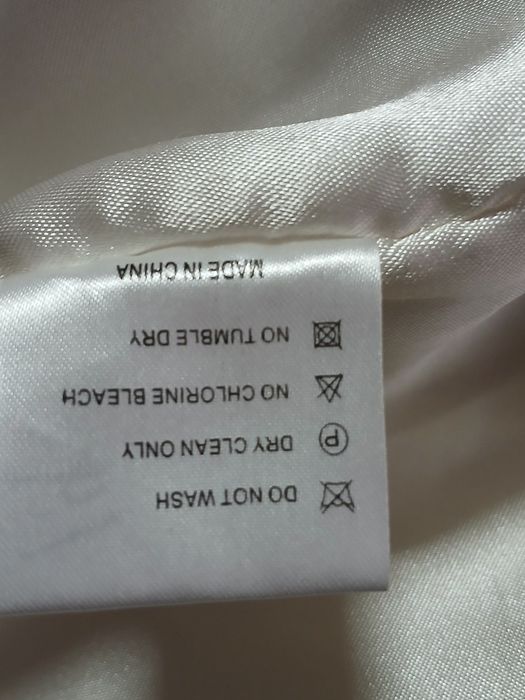 DO NOT WASH
P DRY CLEAN ONLY
NO CHLORINE BLEACH
NO TUMBLE DRY
MADE IN CHINA